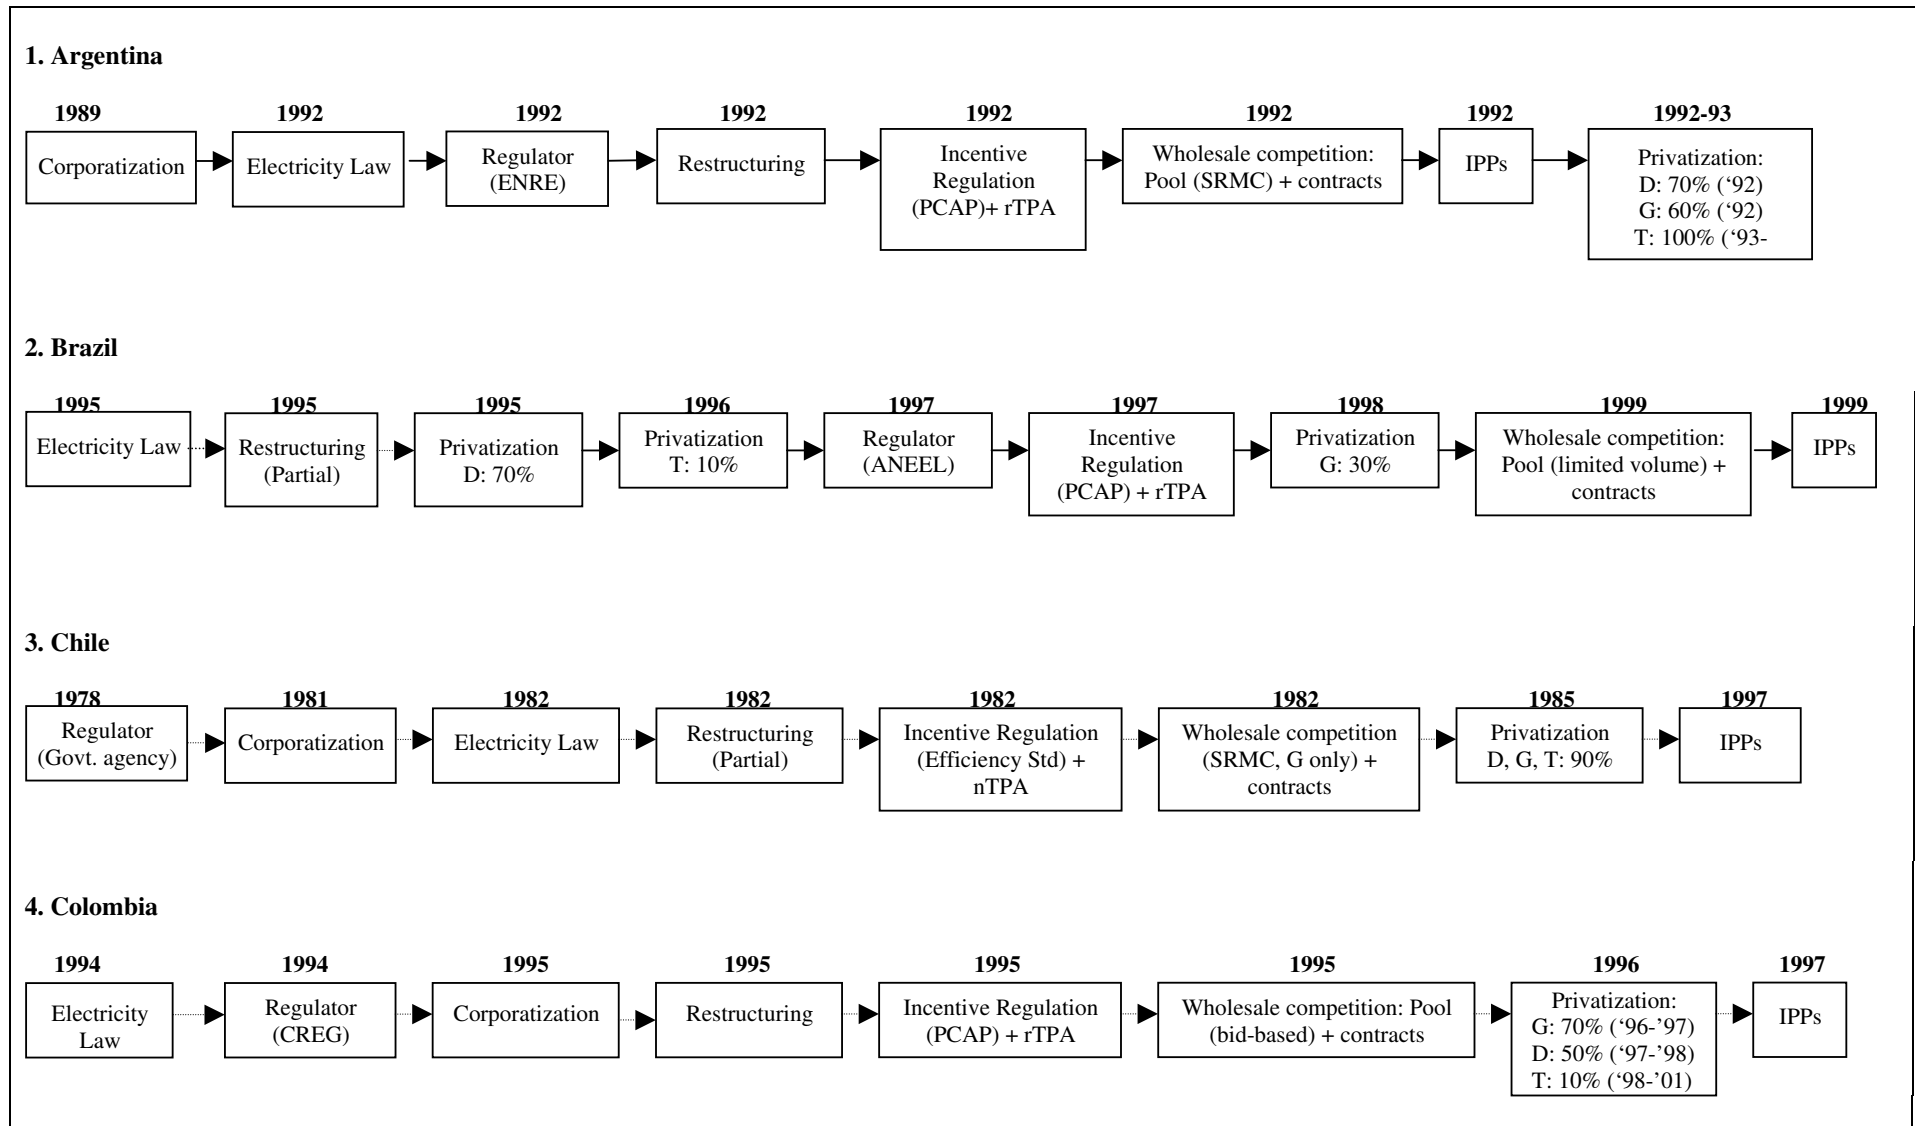 1. Argentina
1989 1992 1992 1992 1992 1992 1992 1992-93
Corporatization
Electricity Law
Regulator
(ENRE)
Restructuring
Incentive
Regulation
(PCAP)+ rTPA
Wholesale competition:
Pool (SRMC) + contracts
IPPs
Privatization:
D: 70% (‘92)
G: 60% (‘92)
T: 100% (‘93-
2. Brazil
1995 1995 1995 1996 1997 1997 1998 1999 1999
Electricity Law
Restructuring
(Partial)
Privatization
D: 70%
Privatization
T: 10%
Regulator
(ANEEL)
Incentive
Regulation
(PCAP) + rTPA
Privatization
G: 30%
Wholesale competition:
Pool (limited volume) +
contracts
IPPs
3. Chile
1978 1981 1982 1982 1982 1982 1985 1997
Regulator
(Govt. agency)
Corporatization
Electricity Law
Restructuring
(Partial)
Incentive Regulation
(Efficiency Std) +
nTPA
Wholesale competition
(SRMC, G only) +
contracts
Privatization
D, G, T: 90%
IPPs
4. Colombia
1994 1994 1995 1995 1995 1995 1996 1997
Electricity
Law
Regulator
(CREG)
Corporatization
Restructuring
Incentive Regulation
(PCAP) + rTPA
Wholesale competition: Pool
(bid-based) + contracts
Privatization:
G: 70% (‘96-’97)
D: 50% (‘97-’98)
T: 10% (‘98-’01)
IPPs